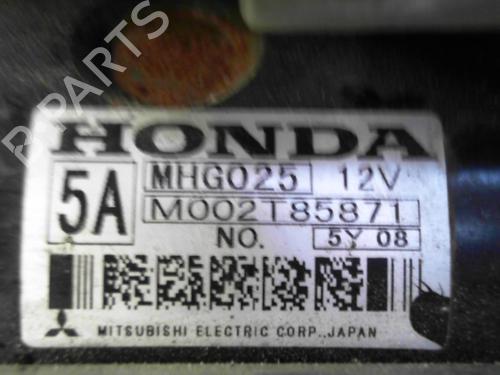 HONDA
5A MHG025 12V
M002T85871
NO. 5Y 08
MITSUBISHI ELECTRIC CORP., JAPAN
B-PARTS